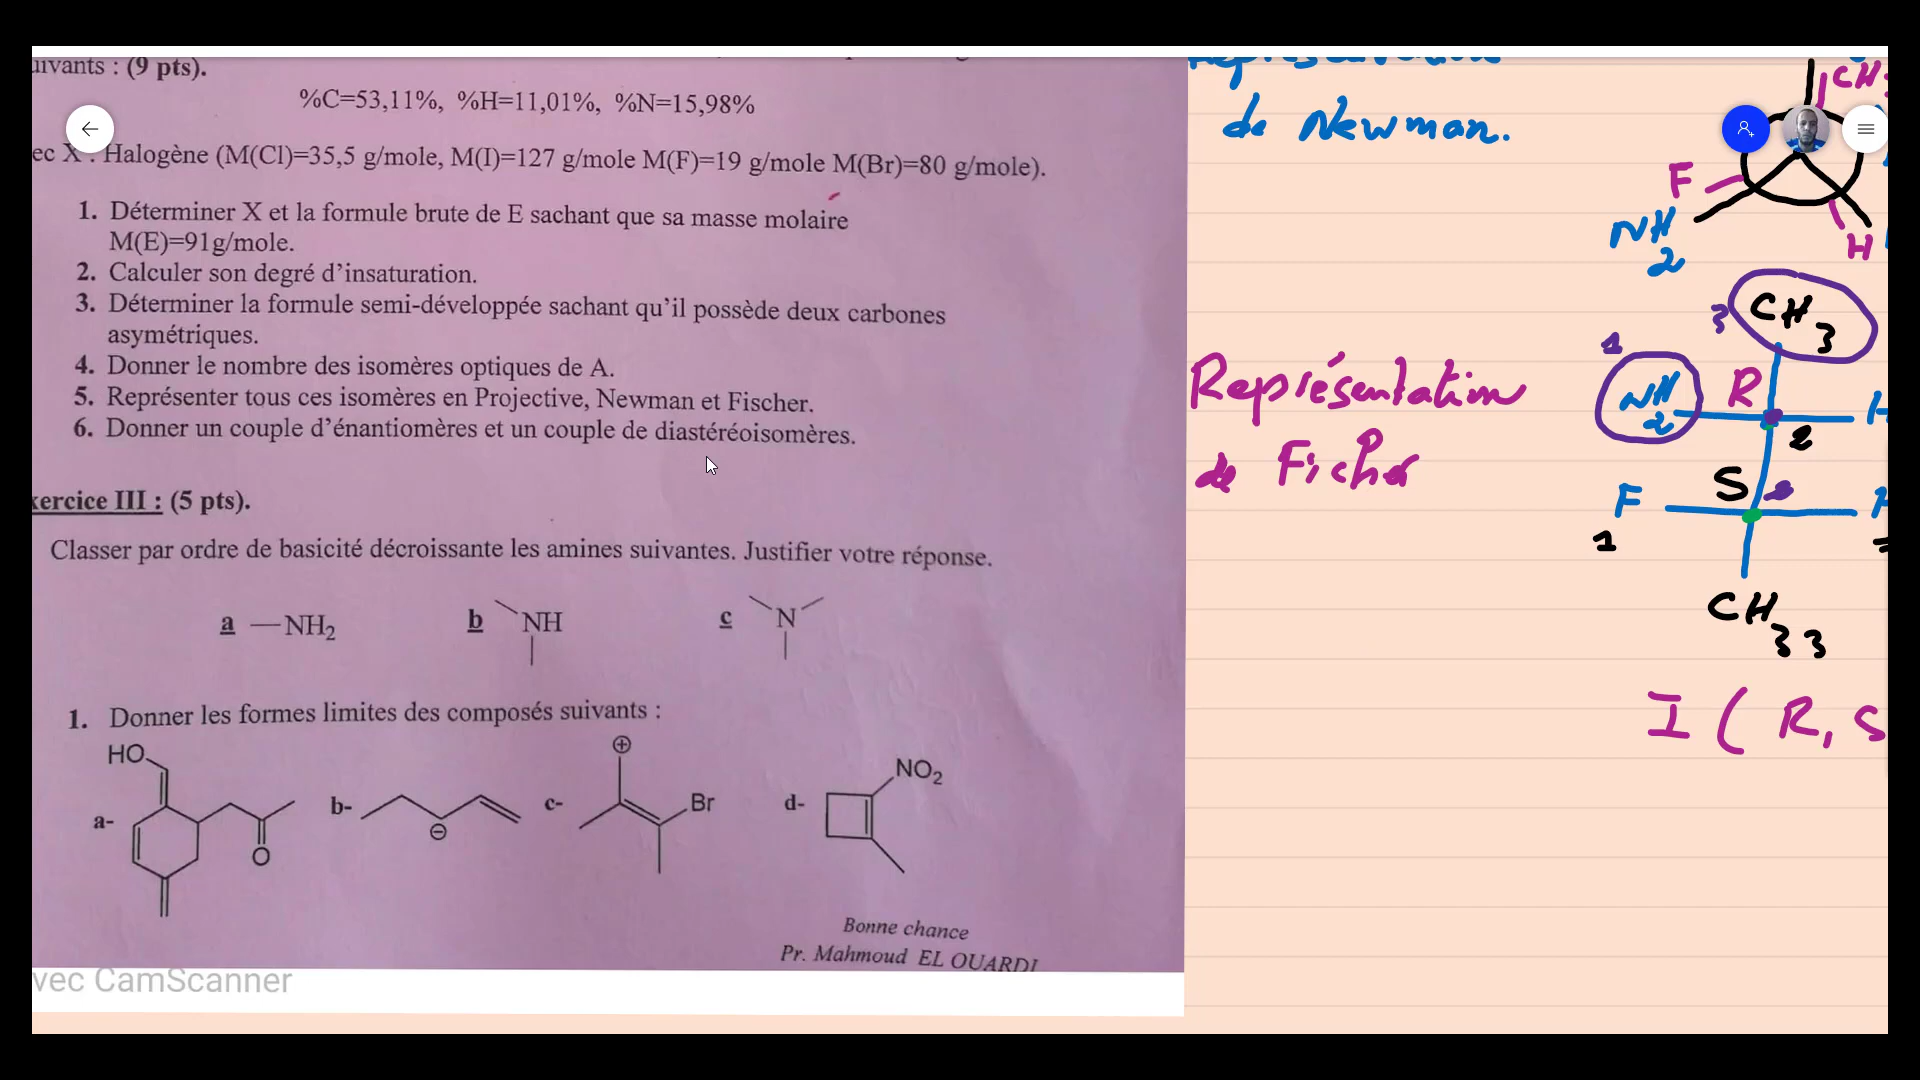 uivants : (9 pts).
%C=53,11%, %H=11,01%, %N=15,98%
ec X : Halogène (M(Cl)=35,5 g/mole, M(I)=127 g/mole M(F)=19 g/mole M(Br)=80 g/mole).
1. Déterminer X et la formule brute de E sachant que sa masse molaire
M(E)=91g/mole.
2. Calculer son degré d'insaturation.
3. Déterminer la formule semi-développée sachant qu'il possède deux carbones
asymétriques.
4. Donner le nombre des isomères optiques de A.
5. Représenter tous ces isomères en Projective, Newman et Fischer.
6. Donner un couple d'énantiomères et un couple de diastéréoisomères.
xercice III : (5 pts).
Classer par ordre de basicité décroissante les amines suivantes. Justifier votre réponse.
a NH2
b NH
c N
1. Donner les formes limites des composés suivants :
a- HO O
b- ⊖
c- ⊕ Br
d- NO2
Bonne chance
Pr. Mahmoud EL OUARDI
vec CamScanner
de Newman.
CH
F
NH2
H
Représentation
de Ficher
3 CH3
1 NH2 R
2
S
F
1
CH3 3
I ( R, S